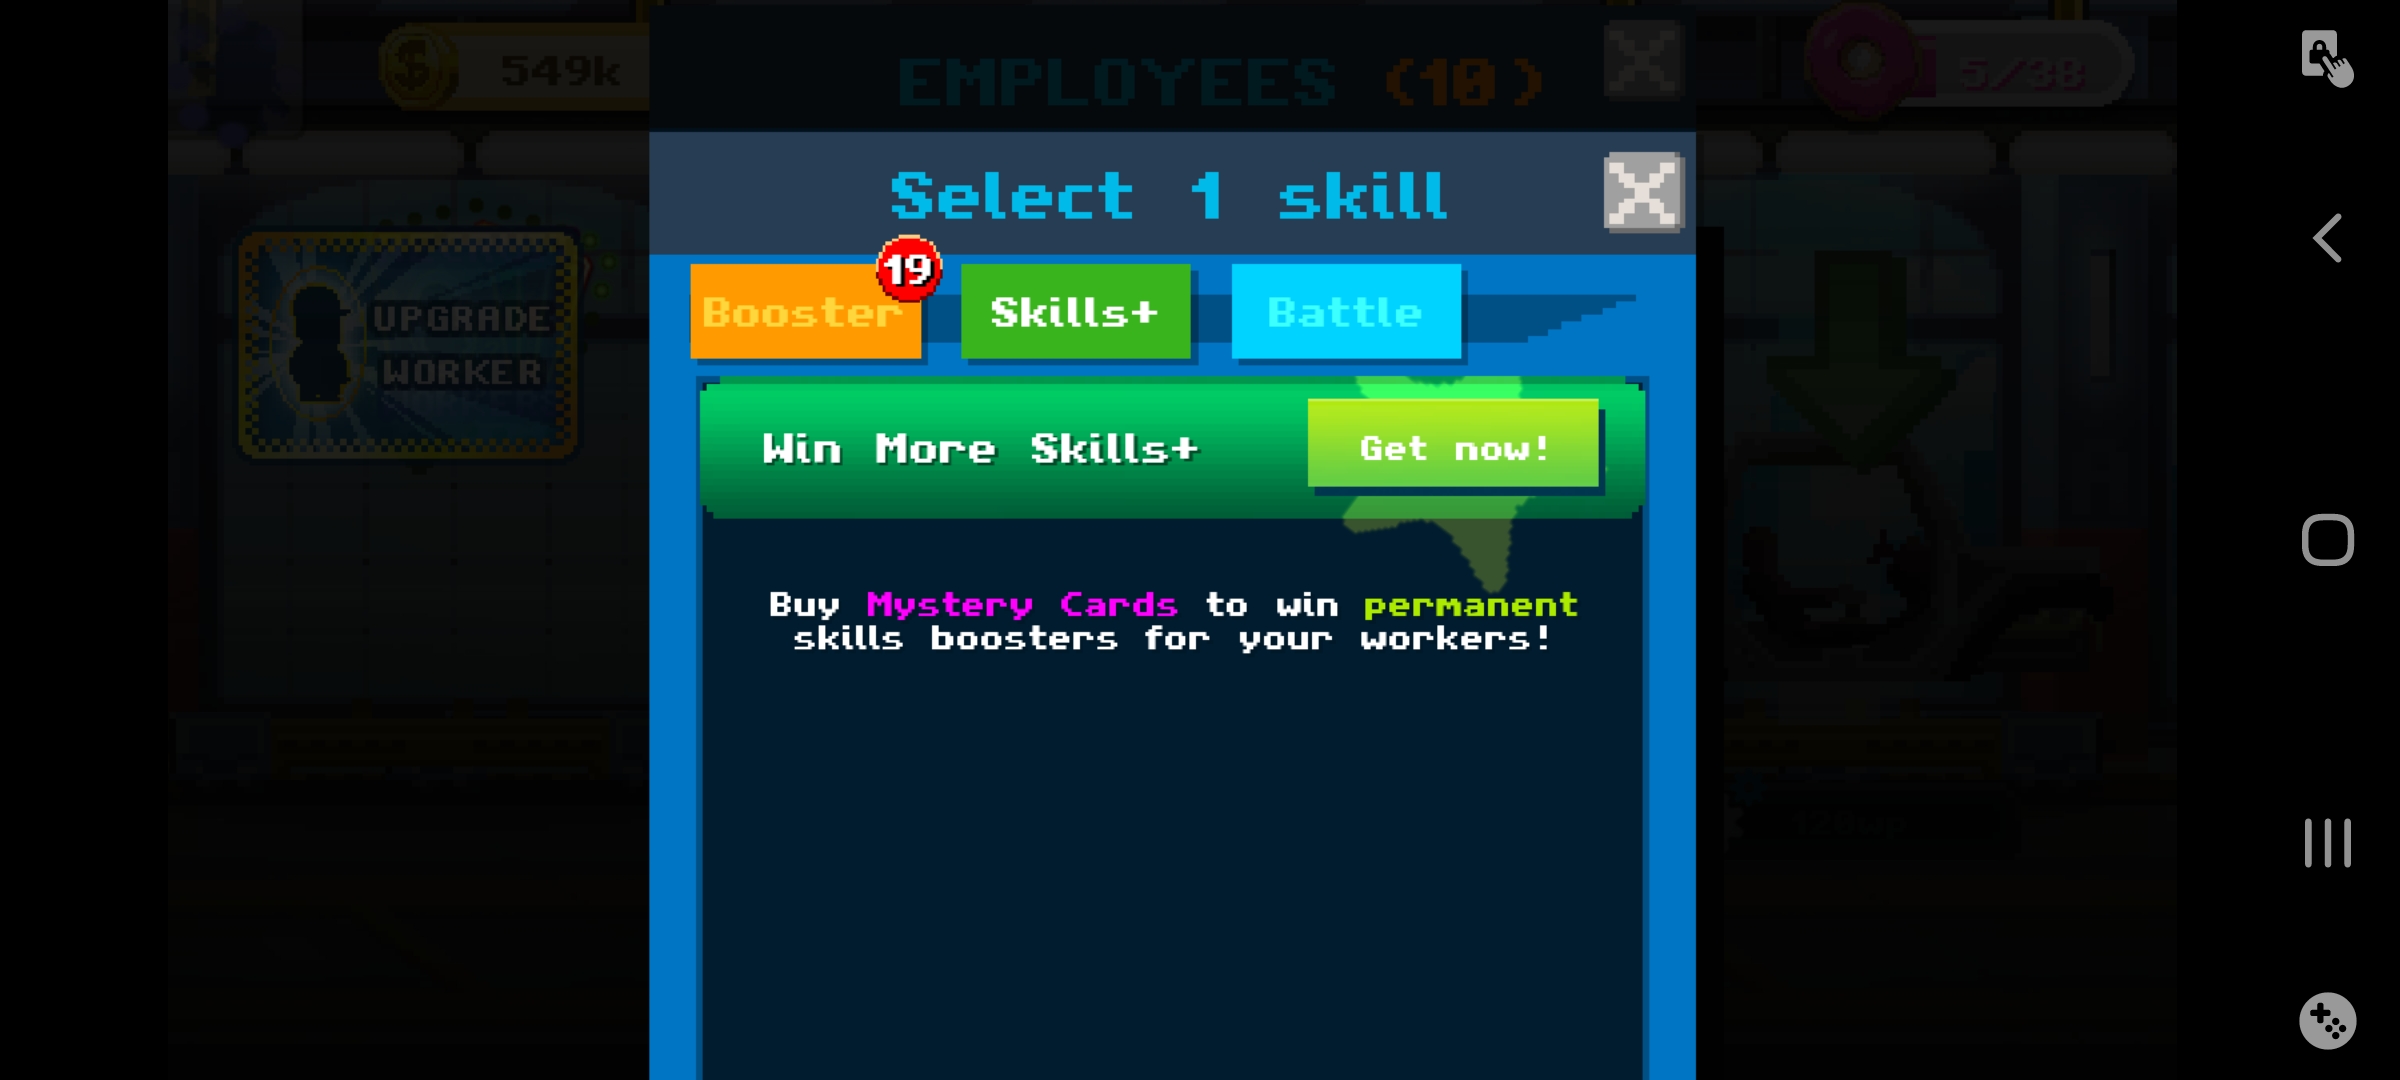 549k
EMPLOYEES (10)
5/38
Select 1 skill
19
Booster
Skills+
Battle
UPGRADE
WORKER
Win More Skills+
Get now!
Buy Mystery Cards to win permanent
skills boosters for your workers!